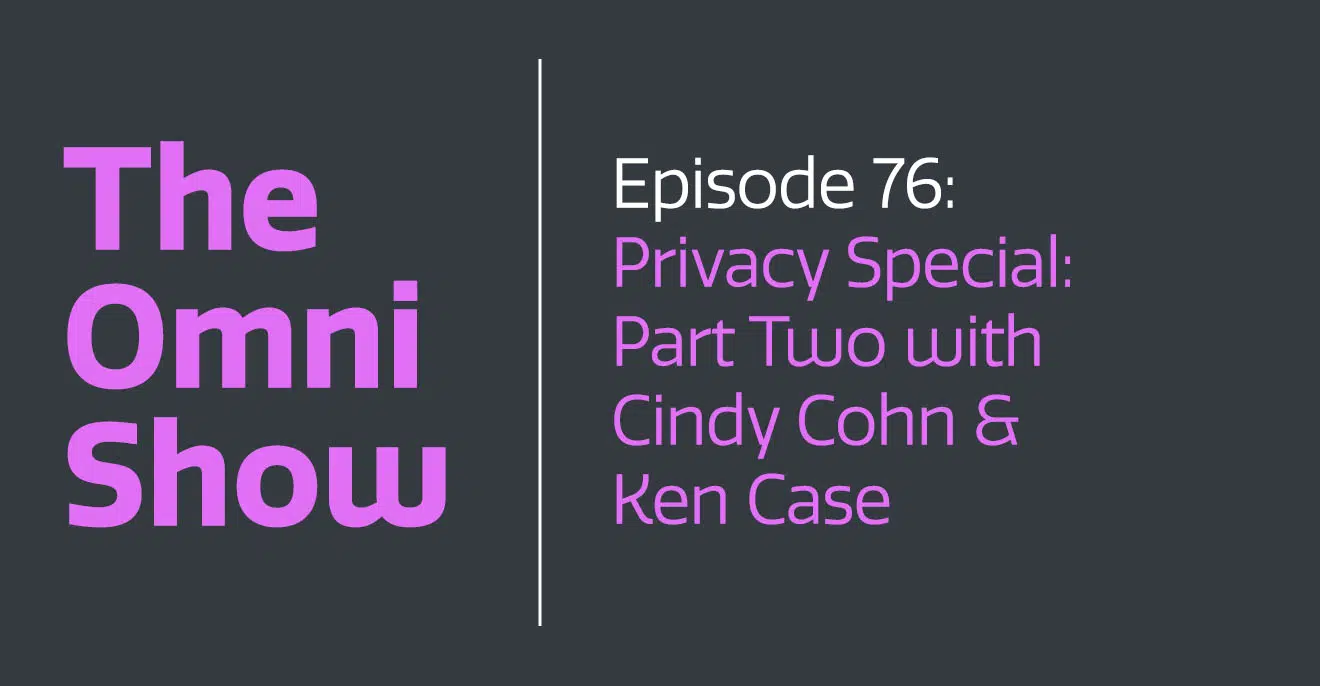 The
Omni
Show
Episode 76:
Privacy Special:
Part Two with
Cindy Cohn &
Ken Case